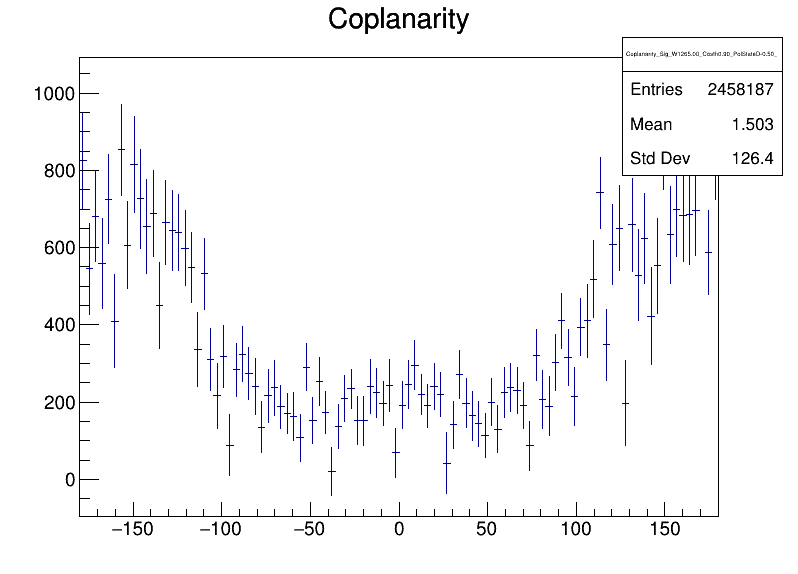 Coplanarity
Coplanarity_Sig_W1265.00_Costh0.90_PolStateD-0.50_
Entries 2458187
Mean 1.503
Std Dev 126.4
1000
800
600
400
200
0
−150 −100 −50 0 50 100 150